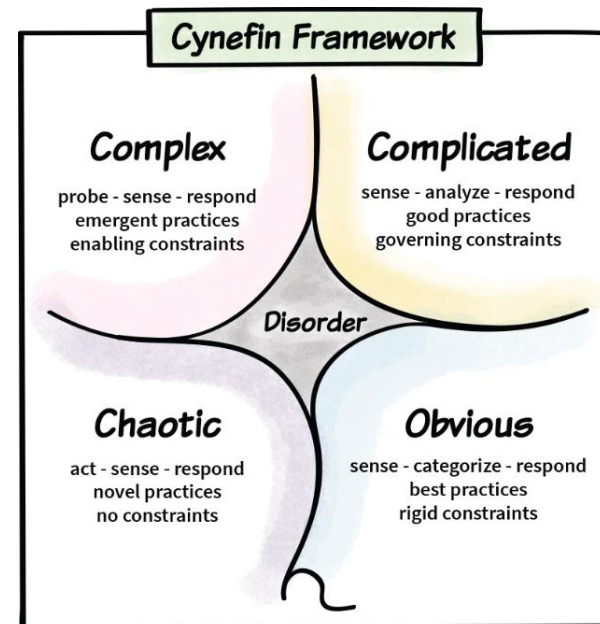 Cynefin Framework
Complex
probe - sense - respond
emergent practices
enabling constraints
Complicated
sense - analyze - respond
good practices
governing constraints
Disorder
Chaotic
act - sense - respond
novel practices
no constraints
Obvious
sense - categorize - respond
best practices
rigid constraints